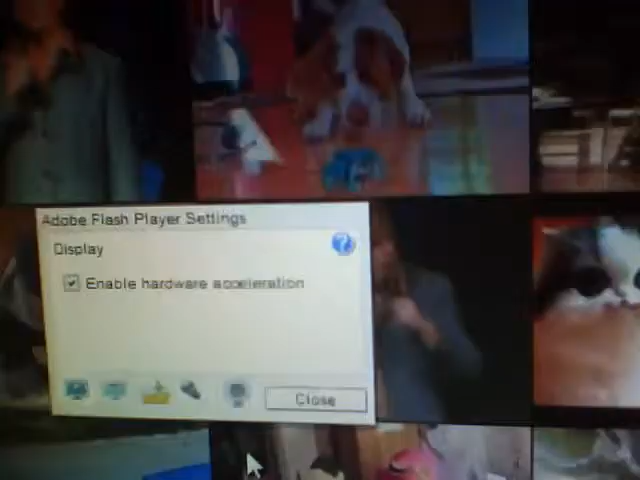 Adobe Flash Player Settings
Display
?
Enable hardware acceleration
Close